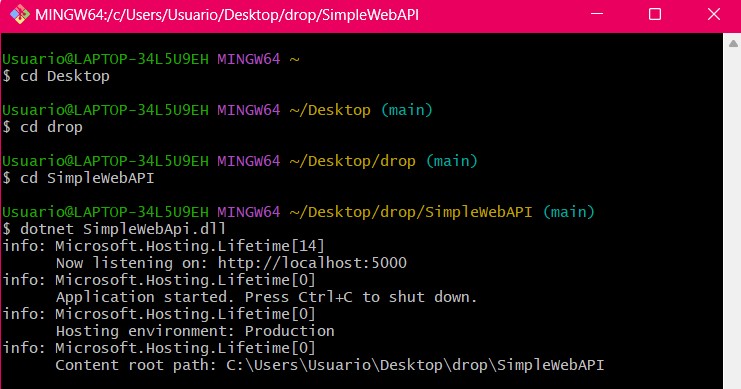 MINGW64:/c/Users/Usuario/Desktop/drop/SimpleWebAPI
Usuario@LAPTOP-34L5U9EH MINGW64 ~
$ cd Desktop
Usuario@LAPTOP-34L5U9EH MINGW64 ~/Desktop (main)
$ cd drop
Usuario@LAPTOP-34L5U9EH MINGW64 ~/Desktop/drop (main)
$ cd SimpleWebAPI
Usuario@LAPTOP-34L5U9EH MINGW64 ~/Desktop/drop/SimpleWebAPI (main)
$ dotnet SimpleWebApi.dll
info: Microsoft.Hosting.Lifetime[14]
      Now listening on: http://localhost:5000
info: Microsoft.Hosting.Lifetime[0]
      Application started. Press Ctrl+C to shut down.
info: Microsoft.Hosting.Lifetime[0]
      Hosting environment: Production
info: Microsoft.Hosting.Lifetime[0]
      Content root path: C:\Users\Usuario\Desktop\drop\SimpleWebAPI